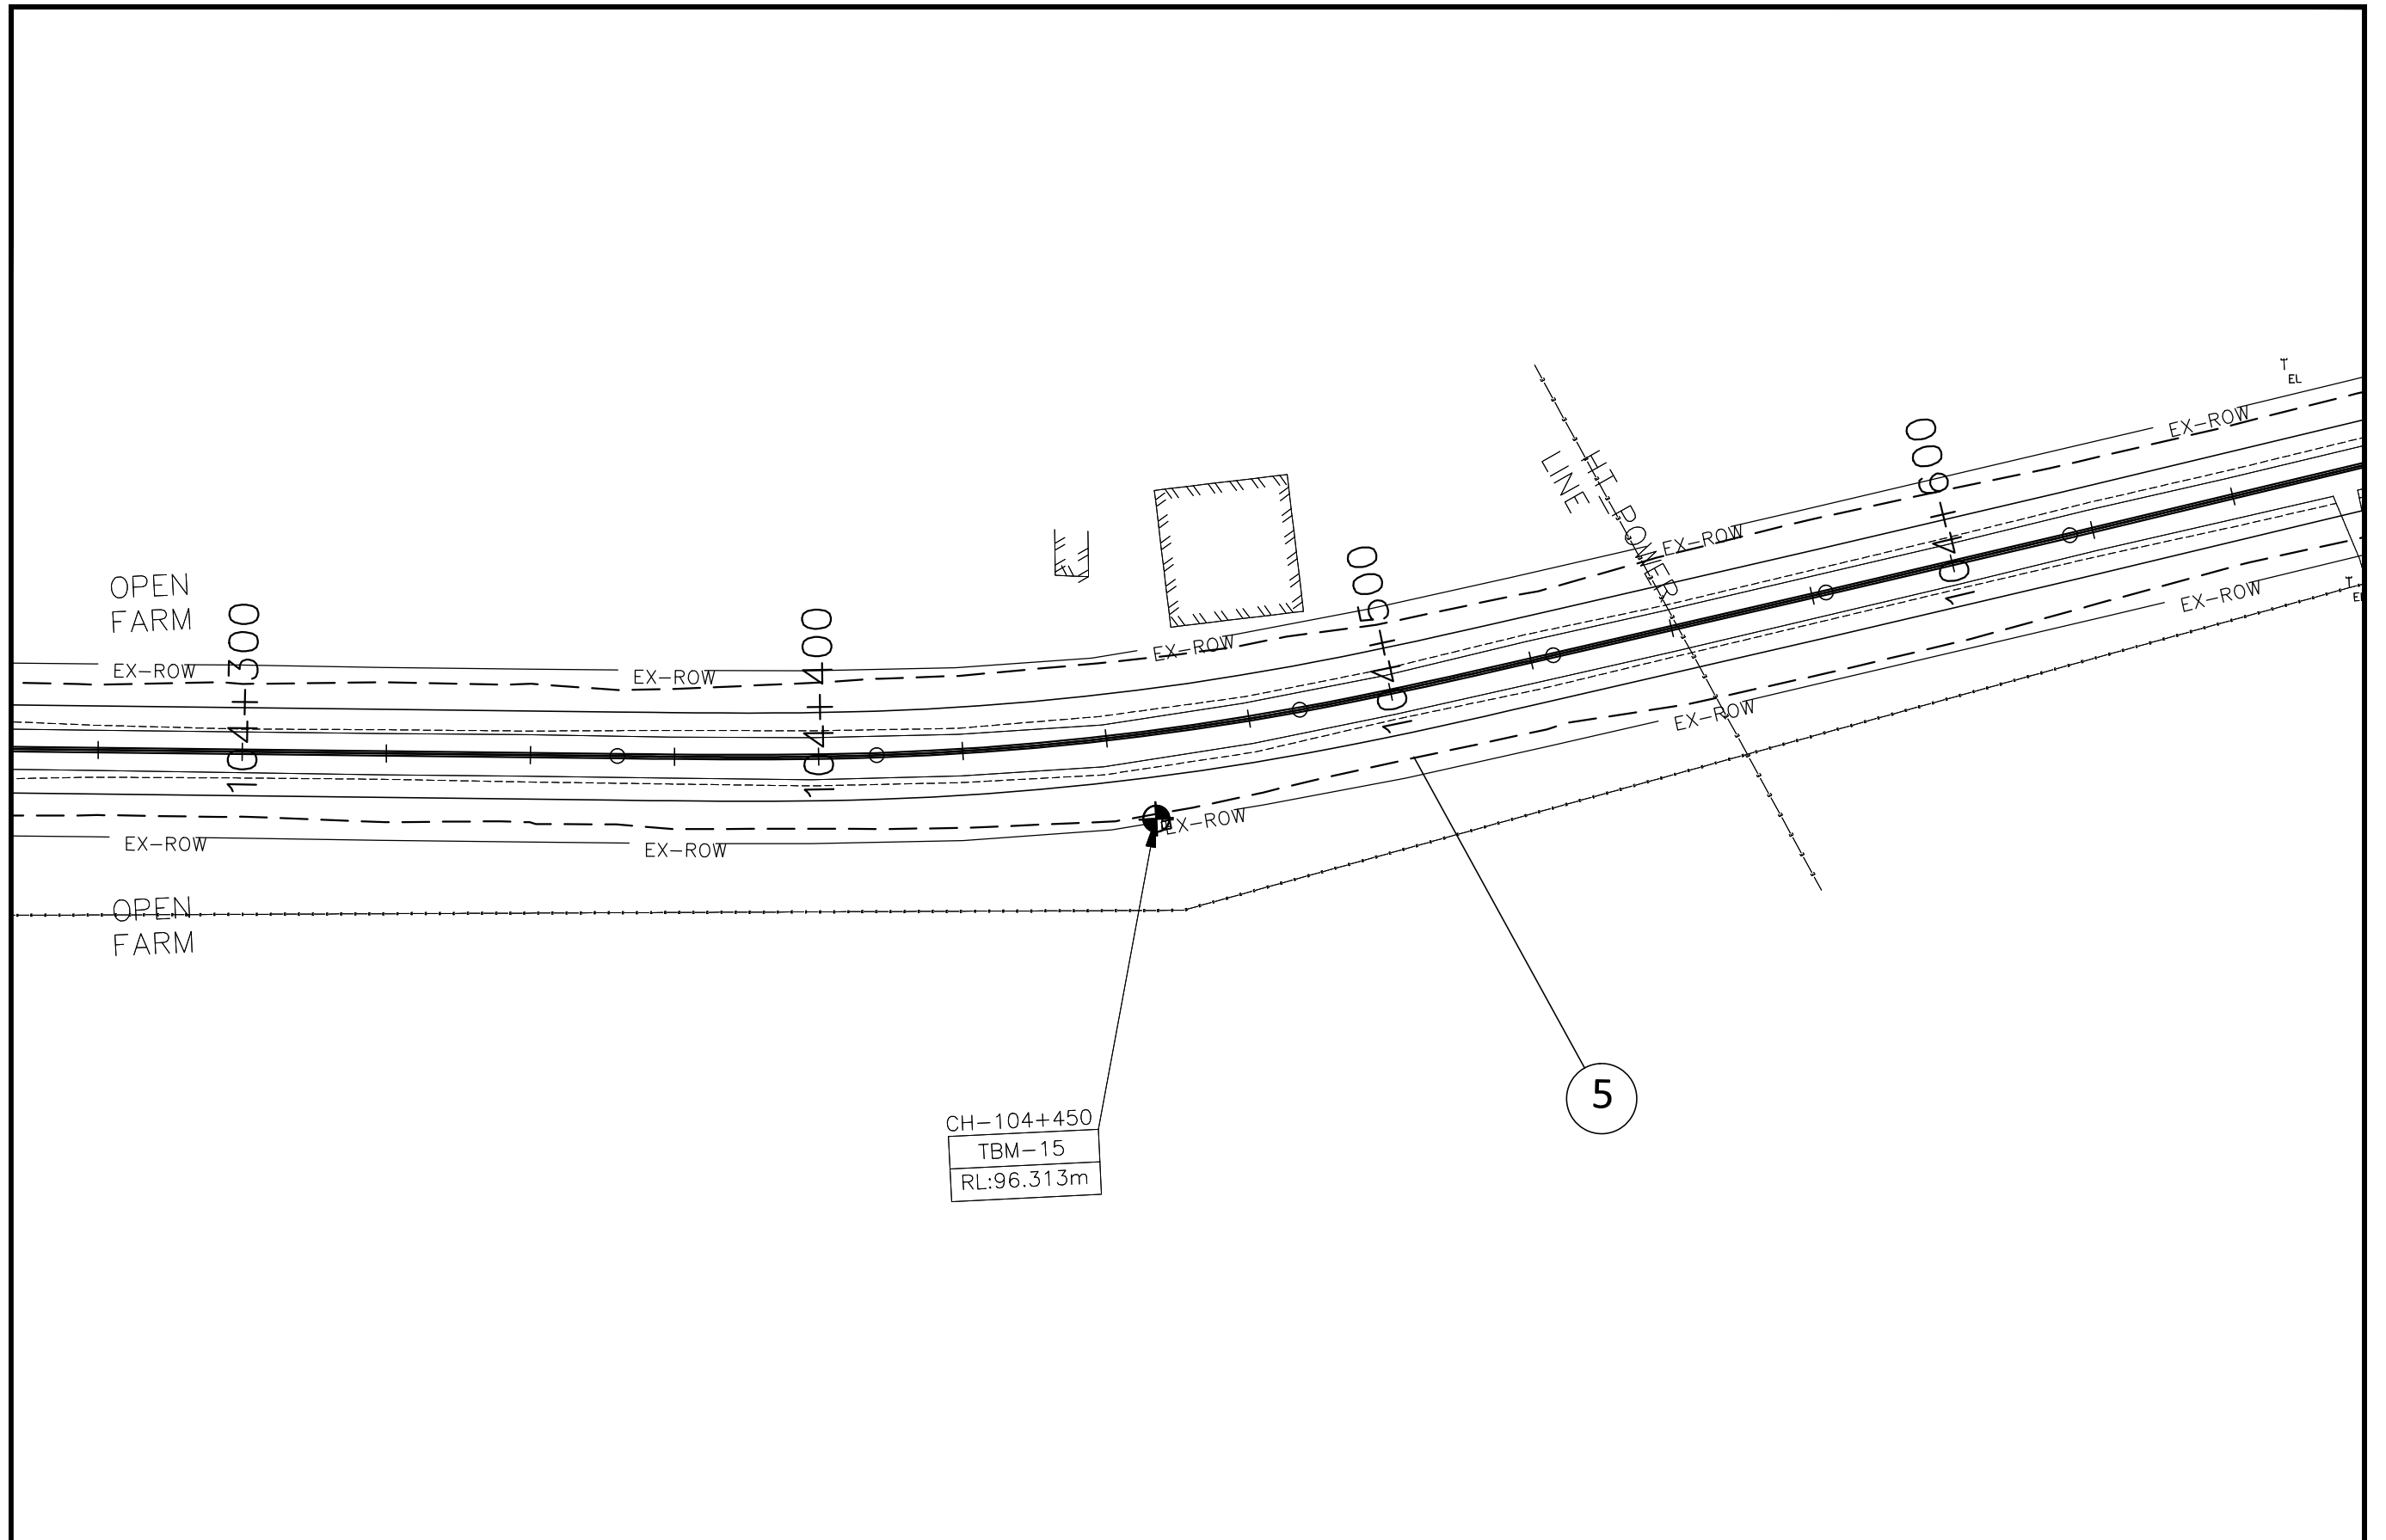 T
EL
EX-ROW
104+600
HT POWER
LINE
EX-ROW
104+500
T
EL
EX-ROW
OPEN
FARM
104+300
104+400
EX-ROW
EX-ROW
EX-ROW
EX-ROW
EX-ROW
EX-ROW
EX-ROW
OPEN
FARM
5
CH-104+450
TBM-15
RL:96.313m